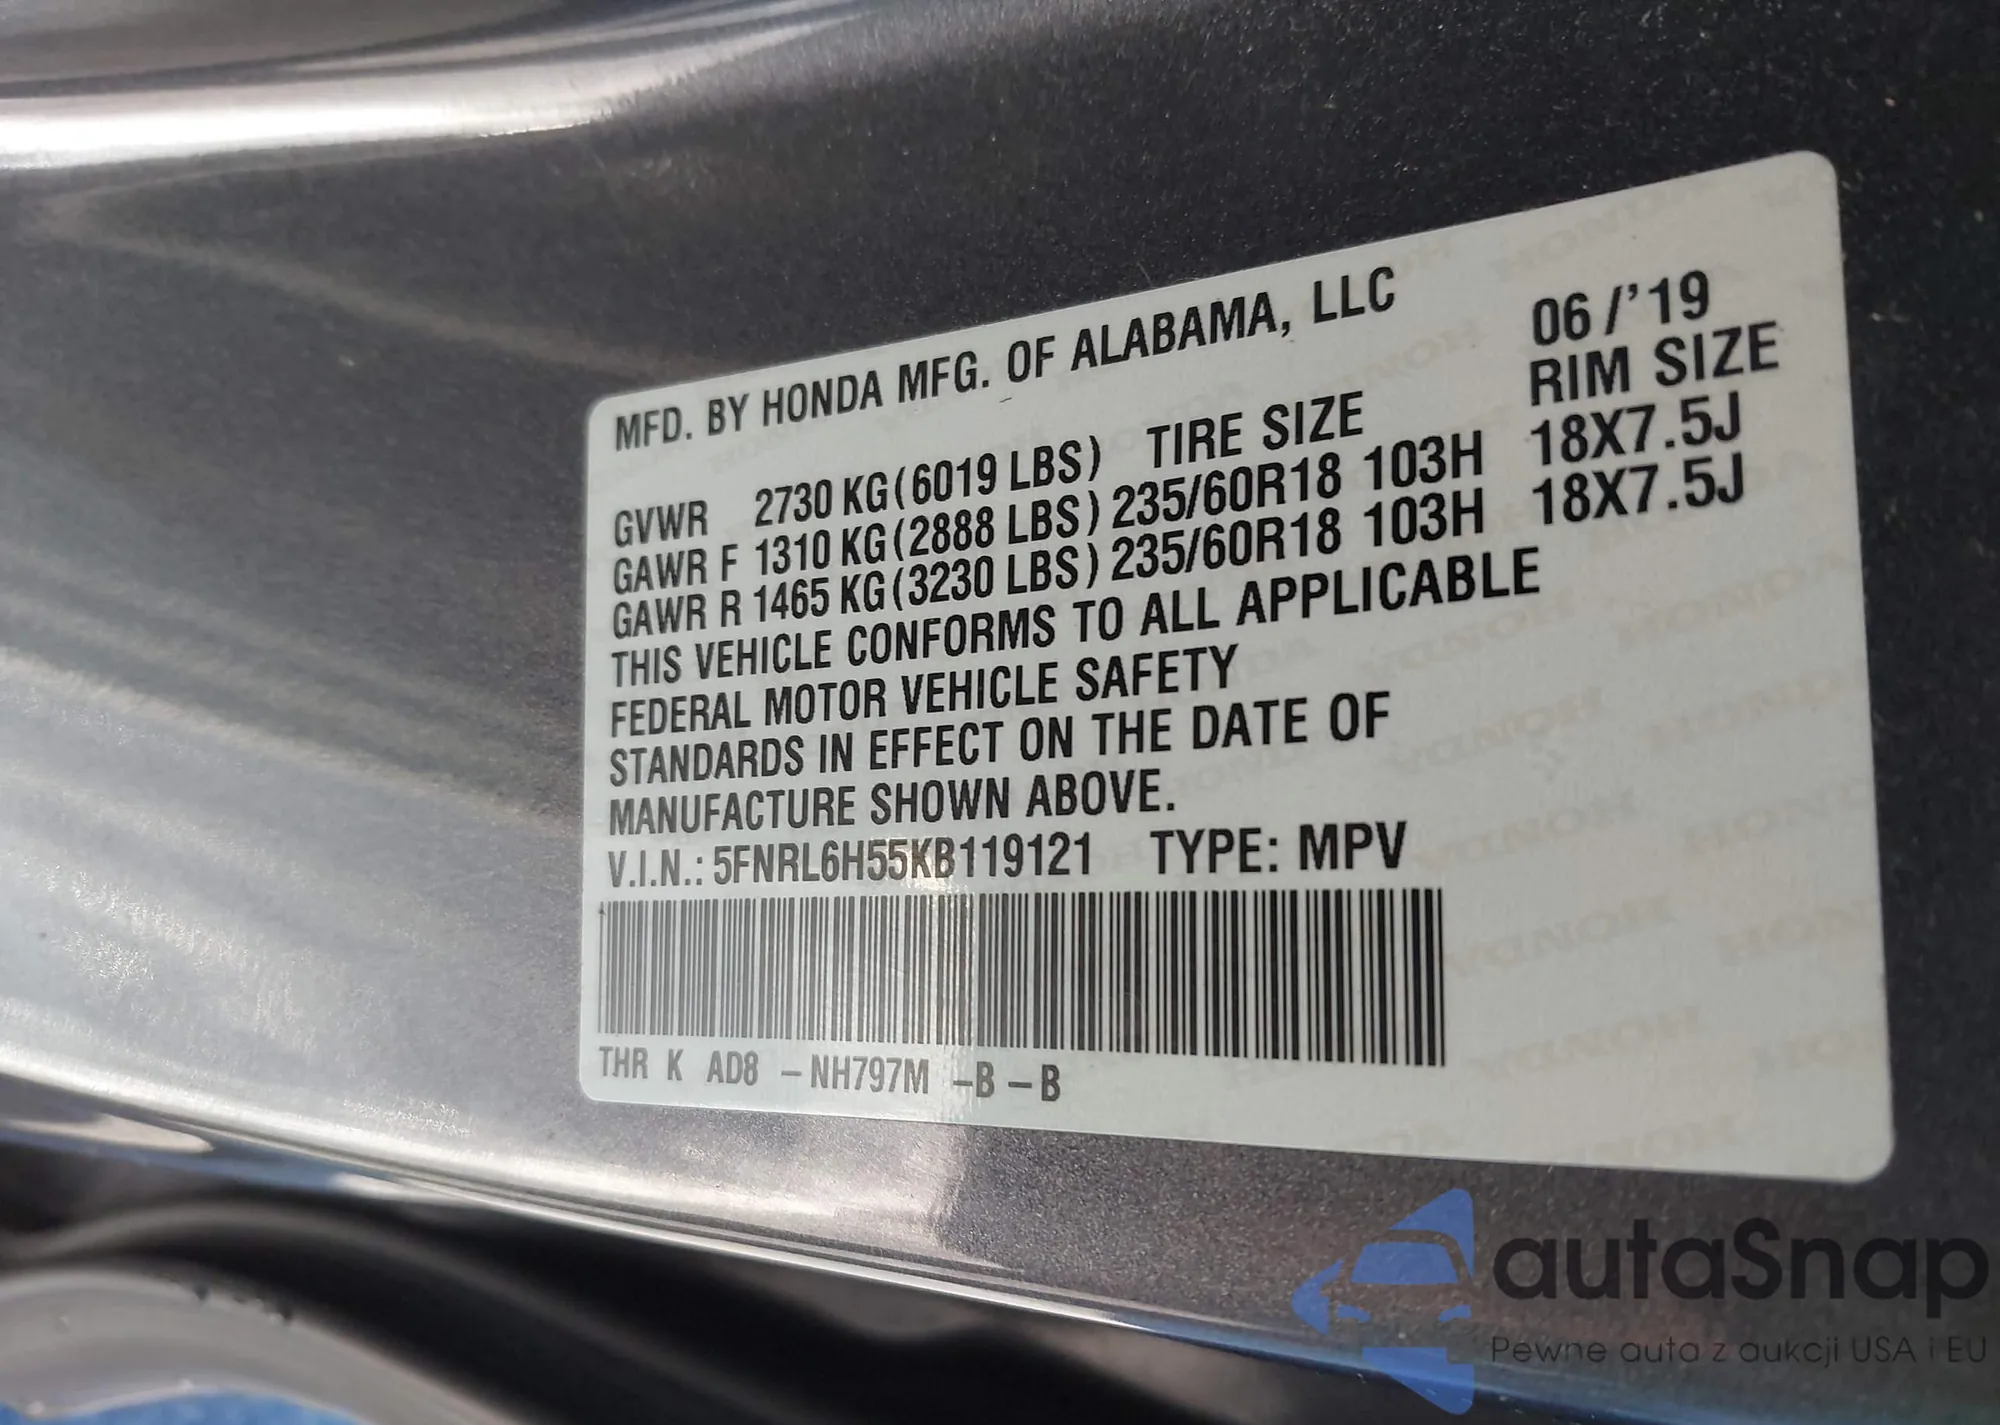 MFD. BY HONDA MFG. OF ALABAMA, LLC 06/'19
GVWR 2730 KG(6019 LBS) TIRE SIZE RIM SIZE
GAWR F 1310 KG(2888 LBS) 235/60R18 103H 18X7.5J
GAWR R 1465 KG(3230 LBS) 235/60R18 103H 18X7.5J
THIS VEHICLE CONFORMS TO ALL APPLICABLE
FEDERAL MOTOR VEHICLE SAFETY
STANDARDS IN EFFECT ON THE DATE OF
MANUFACTURE SHOWN ABOVE.
V.I.N.: 5FNRL6H55KB119121 TYPE: MPV
THR K AD8 -NH797M -B-B
autaSnap
Pewne auta z aukcji USA i EU